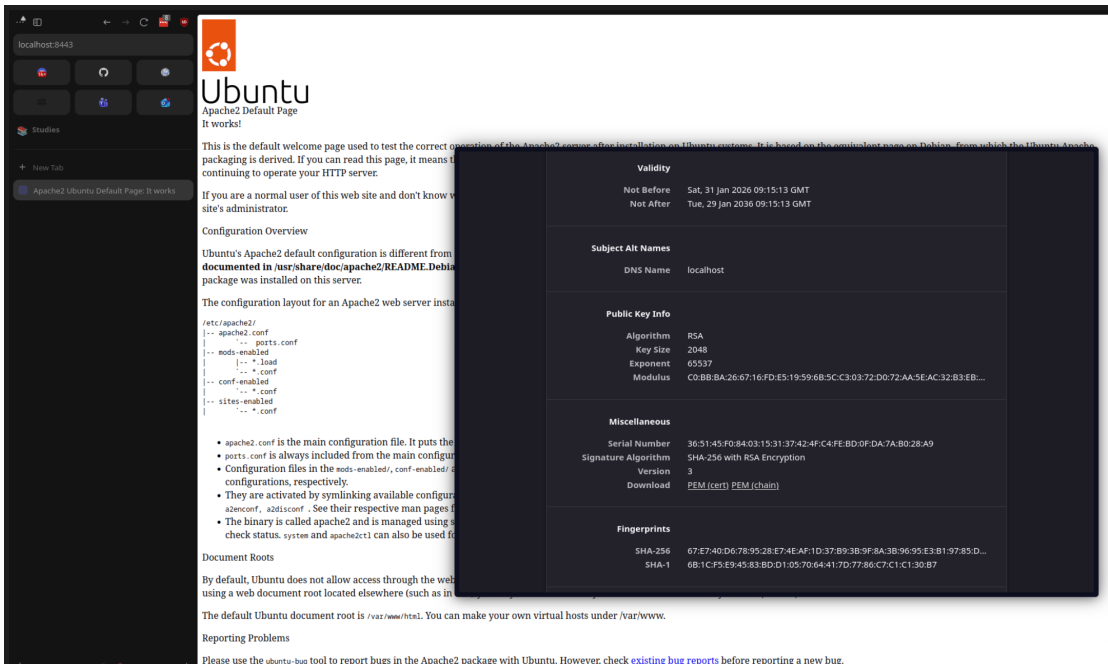 localhost:8443
Studies
New Tab
Apache2 Ubuntu Default Page: It works
Ubuntu
Apache2 Default Page
It works!
This is the default welcome page used to test the correct operation of the Apache2 server after installation on Ubuntu systems. It is based on the equivalent page on Debian, from which the Ubuntu Apache
packaging is derived. If you can read this page, it means
continuing to operate your HTTP server.
If you are a normal user of this web site and don't know
site's administrator.
Configuration Overview
Ubuntu's Apache2 default configuration is different from
documented in /usr/share/doc/apache2/README.Debia
package was installed on this server.
The configuration layout for an Apache2 web server insta
/etc/apache2/
|-- apache2.conf
|       `--  ports.conf
|-- mods-enabled
|       |-- *.load
|       `-- *.conf
|-- conf-enabled
|       `-- *.conf
|-- sites-enabled
|       `-- *.conf
• apache2.conf is the main configuration file. It puts the
• ports.conf is always included from the main configur
• Configuration files in the mods-enabled/, conf-enabled/
configurations, respectively.
• They are activated by symlinking available configura
a2enconf, a2disconf . See their respective man pages
• The binary is called apache2 and is managed using s
check status. system and apache2ctl can also be used fo
Document Roots
By default, Ubuntu does not allow access through the web
using a web document root located elsewhere (such as in
The default Ubuntu document root is /var/www/html. You can make your own virtual hosts under /var/www.
Reporting Problems
Please use the ubuntu-bug tool to report bugs in the Apache2 package with Ubuntu. However, check existing bug reports before reporting a new bug.
Validity
Not Before Sat, 31 Jan 2026 09:15:13 GMT
Not After Tue, 29 Jan 2036 09:15:13 GMT
Subject Alt Names
DNS Name localhost
Public Key Info
Algorithm RSA
Key Size 2048
Exponent 65537
Modulus C0:BB:BA:26:67:16:FD:E5:19:59:6B:5C:C3:03:72:D0:72:AA:5E:AC:32:B3:EB:...
Miscellaneous
Serial Number 36:51:45:F0:84:03:15:31:37:42:4F:C4:FE:BD:0F:DA:7A:B0:28:A9
Signature Algorithm SHA-256 with RSA Encryption
Version 3
Download PEM (cert) PEM (chain)
Fingerprints
SHA-256 67:E7:40:D6:78:95:28:E7:4E:AF:1D:37:B9:3B:9F:8A:3B:96:95:E3:B1:97:85:D...
SHA-1 6B:1C:F5:E9:45:83:BD:D1:05:70:64:41:7D:77:86:C7:C1:C1:30:B7